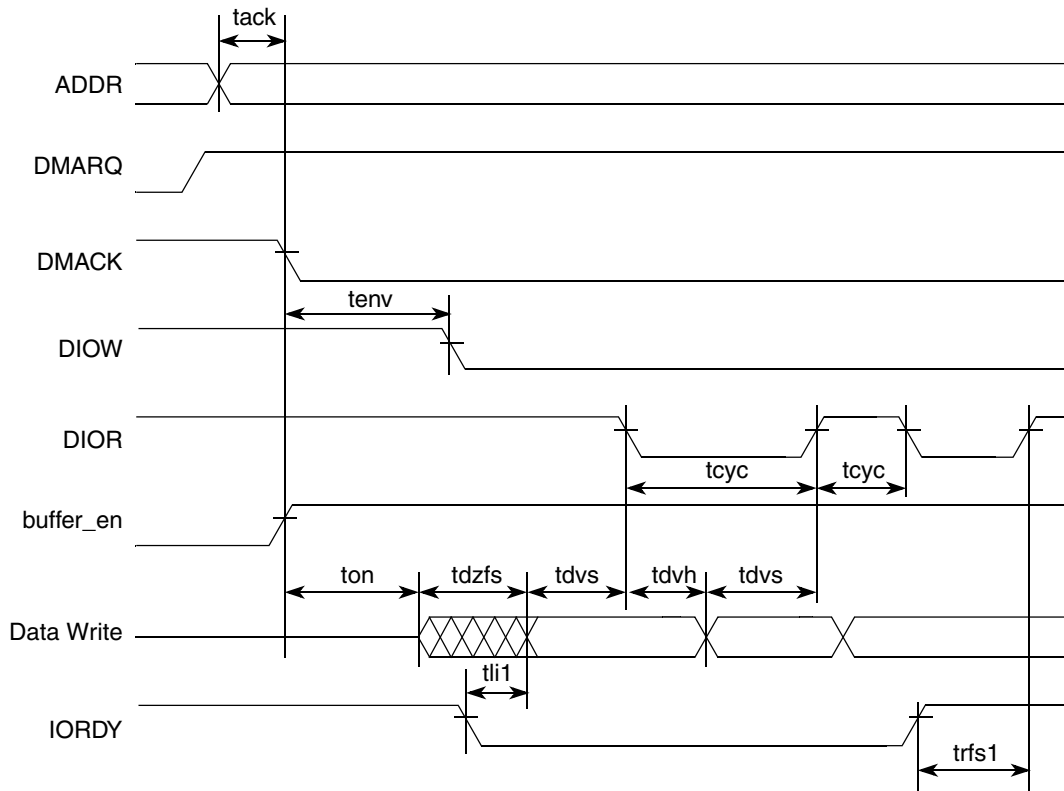 tack
ADDR
DMARQ
DMACK
tenv
DIOW
DIOR
tcyc tcyc
buffer_en
ton tdzfs tdvs tdvh tdvs
Data Write
tli1
IORDY
trfs1